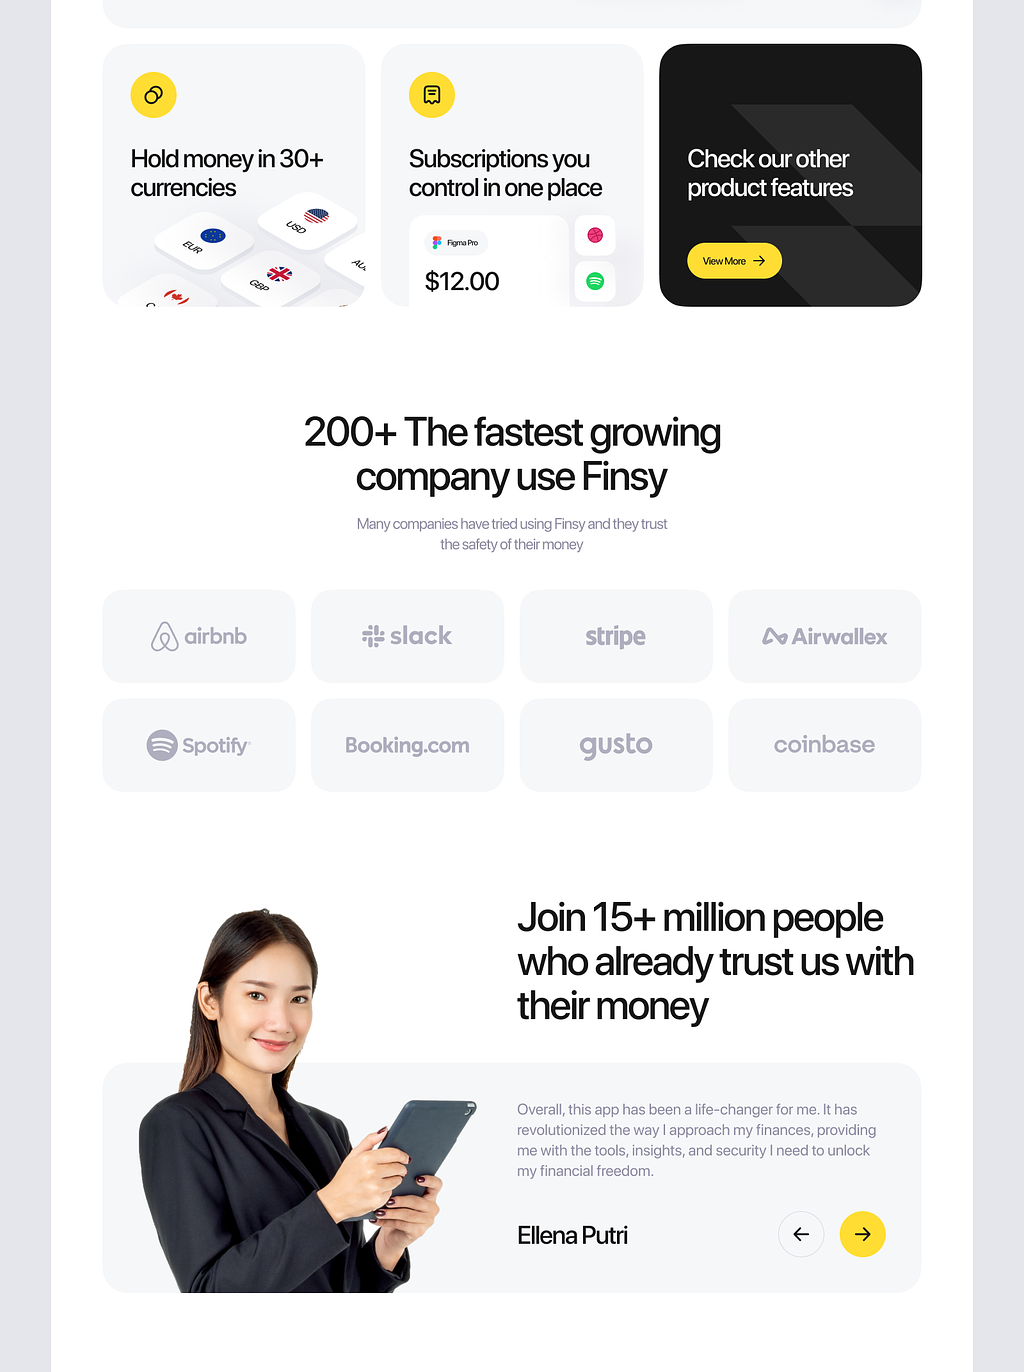 Hold money in 30+
currencies
USD
EUR
GBP
Subscriptions you
control in one place
Figma Pro
$12.00
Check our other
product features
View More
200+ The fastest growing
company use Finsy
Many companies have tried using Finsy and they trust
the safety of their money
airbnb
slack
stripe
Airwallex
Spotify
Booking.com
gusto
coinbase
Join 15+ million people
who already trust us with
their money
Overall, this app has been a life-changer for me. It has
revolutionized the way I approach my finances, providing
me with the tools, insights, and security I need to unlock
my financial freedom.
Ellena Putri